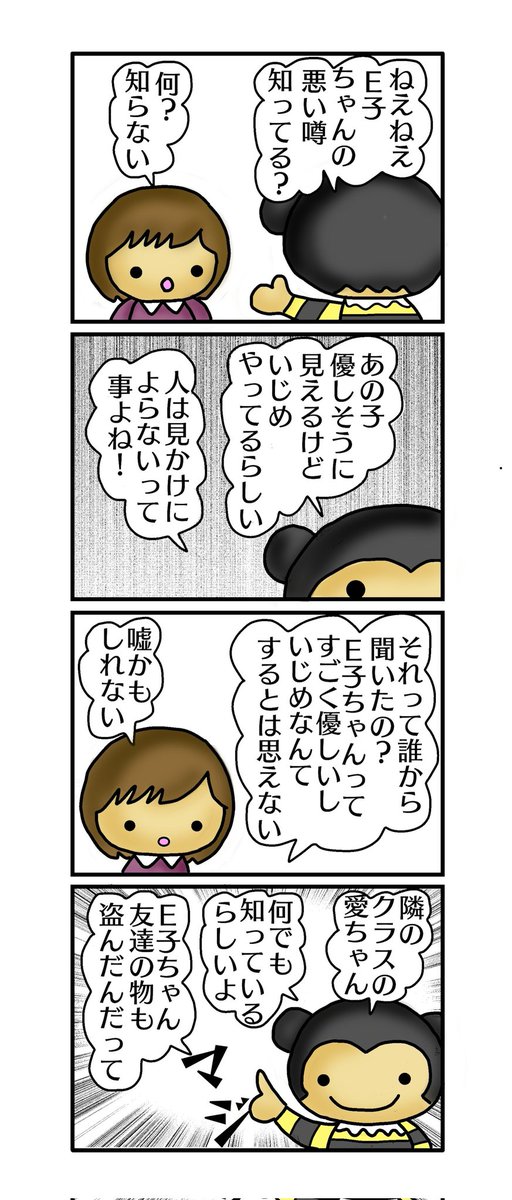 ねえねえ
E子
ちゃんの
悪い噂
知ってる?
何?
知らない
あの子
優しそうに
見えるけど
いじめ
やってるらしい
人は見かけに
よらないって
事よね!
それって誰から
聞いたの?
E子ちゃんって
すごく優しいし
いじめなんて
するとは思えない
嘘かも
しれない
隣の
クラスの
愛ちゃん
何でも
知っている
らしいよ
E子ちゃん
友達の物も
盗んだんだって